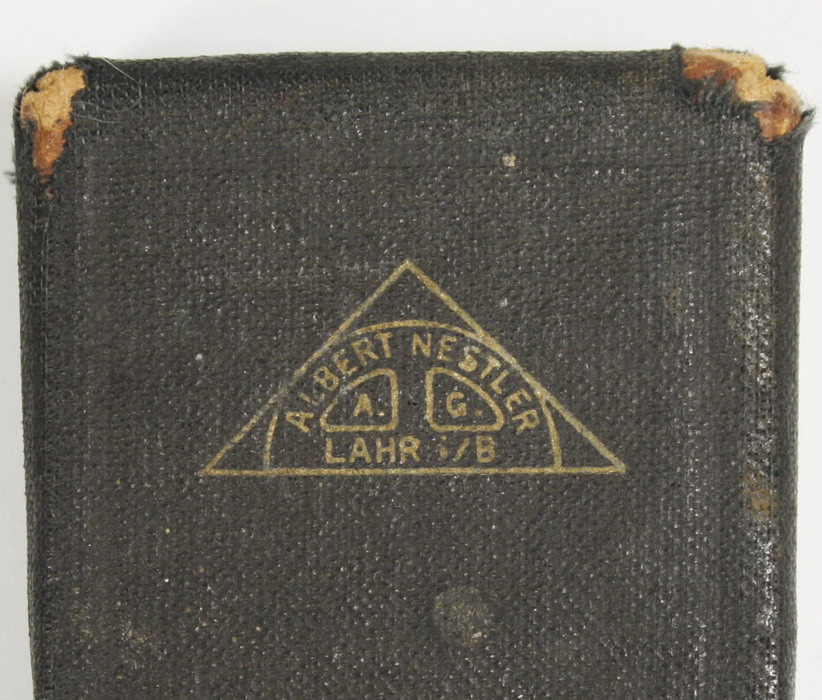 ALBERT NESTLER
A. G.
LAHR i/B